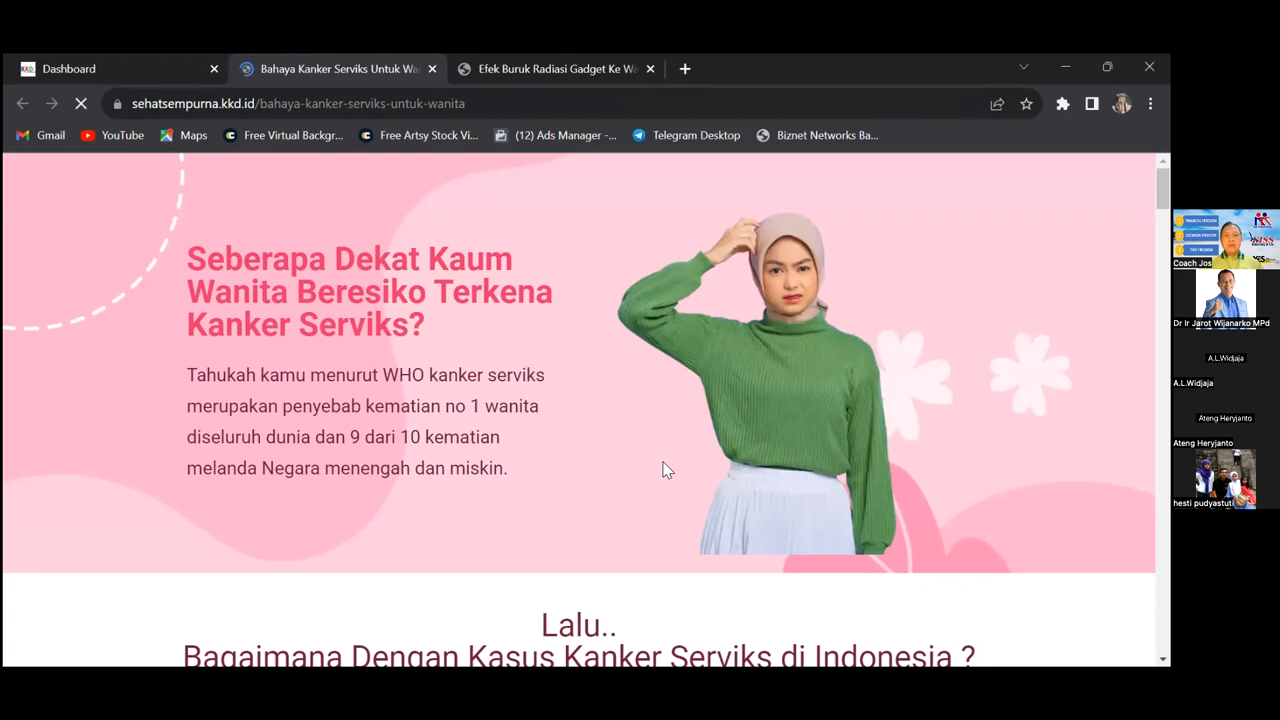 Dashboard
Bahaya Kanker Serviks Untuk Wa
Efek Buruk Radiasi Gadget Ke Wa
sehatsempurna.kkd.id/bahaya-kanker-serviks-untuk-wanita
Gmail
YouTube
Maps
Free Virtual Backgr...
Free Artsy Stock Vi...
(12) Ads Manager -...
Telegram Desktop
Biznet Networks Ba...
Seberapa Dekat Kaum
Wanita Beresiko Terkena
Kanker Serviks?
Tahukah kamu menurut WHO kanker serviks
merupakan penyebab kematian no 1 wanita
diseluruh dunia dan 9 dari 10 kematian
melanda Negara menengah dan miskin.
Lalu..
Bagaimana Dengan Kasus Kanker Serviks di Indonesia ?
Coach Jos
Dr Ir Jarot Wijanarko MPd
A.L.Widjaja
A.L.Widjaja
Ateng Heryjanto
Ateng Heryjanto
hesti pudyastuti